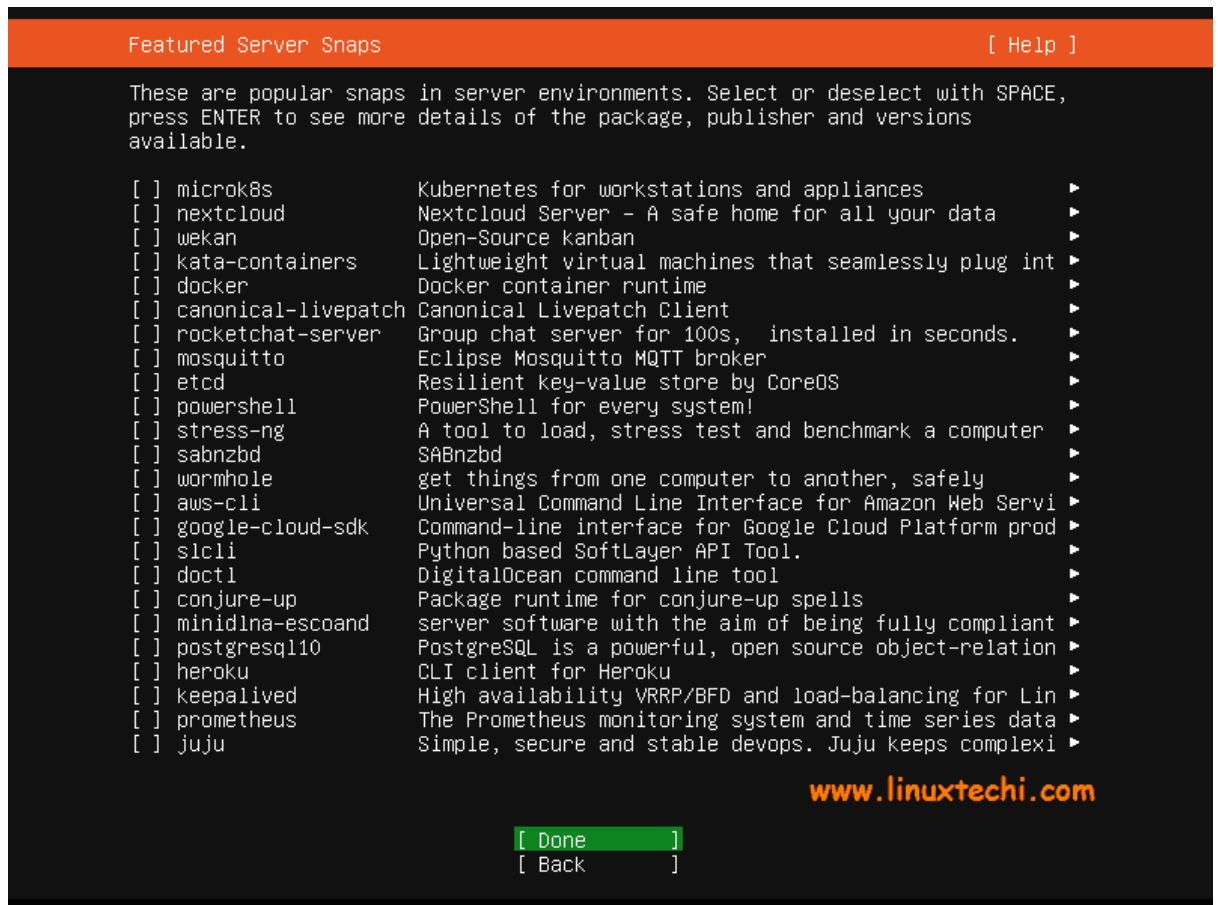 Featured Server Snaps [ Help ]
These are popular snaps in server environments. Select or deselect with SPACE,
press ENTER to see more details of the package, publisher and versions
available.
[ ] microk8s Kubernetes for workstations and appliances ►
[ ] nextcloud Nextcloud Server – A safe home for all your data ►
[ ] wekan Open-Source kanban ►
[ ] kata-containers Lightweight virtual machines that seamlessly plug int ►
[ ] docker Docker container runtime ►
[ ] canonical-livepatch Canonical Livepatch Client ►
[ ] rocketchat-server Group chat server for 100s,  installed in seconds. ►
[ ] mosquitto Eclipse Mosquitto MQTT broker ►
[ ] etcd Resilient key-value store by CoreOS ►
[ ] powershell PowerShell for every system! ►
[ ] stress-ng A tool to load, stress test and benchmark a computer ►
[ ] sabnzbd SABnzbd ►
[ ] wormhole get things from one computer to another, safely ►
[ ] aws-cli Universal Command Line Interface for Amazon Web Servi ►
[ ] google-cloud-sdk Command-line interface for Google Cloud Platform prod ►
[ ] slcli Python based SoftLayer API Tool. ►
[ ] doctl DigitalOcean command line tool ►
[ ] conjure-up Package runtime for conjure-up spells ►
[ ] minidlna-escoand server software with the aim of being fully compliant ►
[ ] postgresql10 PostgreSQL is a powerful, open source object-relation ►
[ ] heroku CLI client for Heroku ►
[ ] keepalived High availability VRRP/BFD and load-balancing for Lin ►
[ ] prometheus The Prometheus monitoring system and time series data ►
[ ] juju Simple, secure and stable devops. Juju keeps complexi ►
www.linuxtechi.com
[ Done ]
[ Back ]